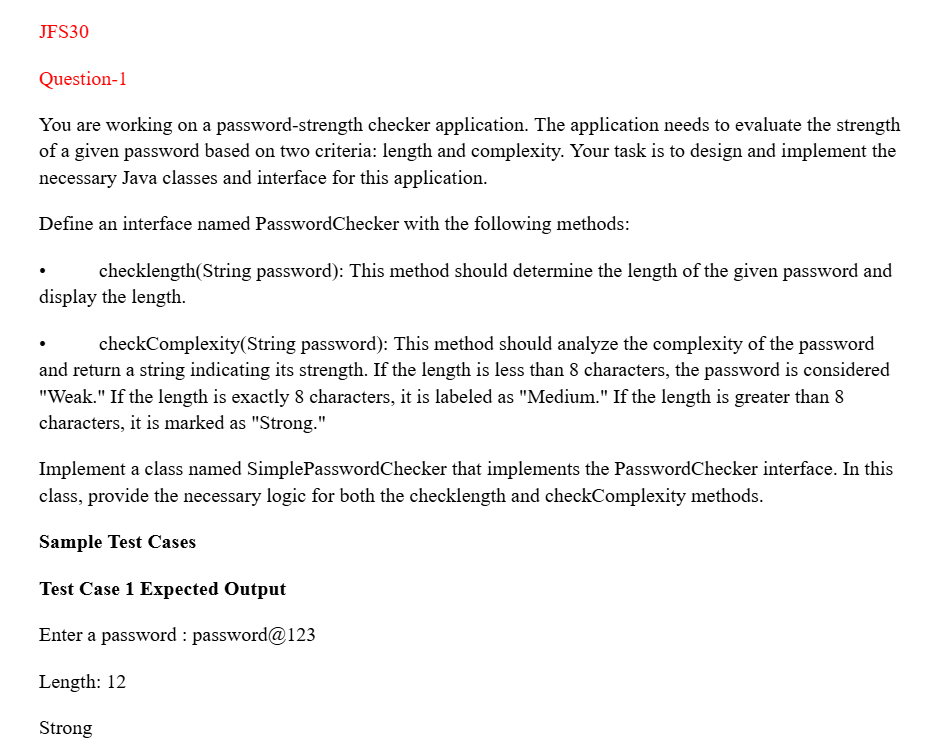 JFS30
Question-1
You are working on a password-strength checker application. The application needs to evaluate the strength
of a given password based on two criteria: length and complexity. Your task is to design and implement the
necessary Java classes and interface for this application.
Define an interface named PasswordChecker with the following methods:
• checklength(String password): This method should determine the length of the given password and
display the length.
• checkComplexity(String password): This method should analyze the complexity of the password
and return a string indicating its strength. If the length is less than 8 characters, the password is considered
"Weak." If the length is exactly 8 characters, it is labeled as "Medium." If the length is greater than 8
characters, it is marked as "Strong."
Implement a class named SimplePasswordChecker that implements the PasswordChecker interface. In this
class, provide the necessary logic for both the checklength and checkComplexity methods.
Sample Test Cases
Test Case 1 Expected Output
Enter a password : password@123
Length: 12
Strong